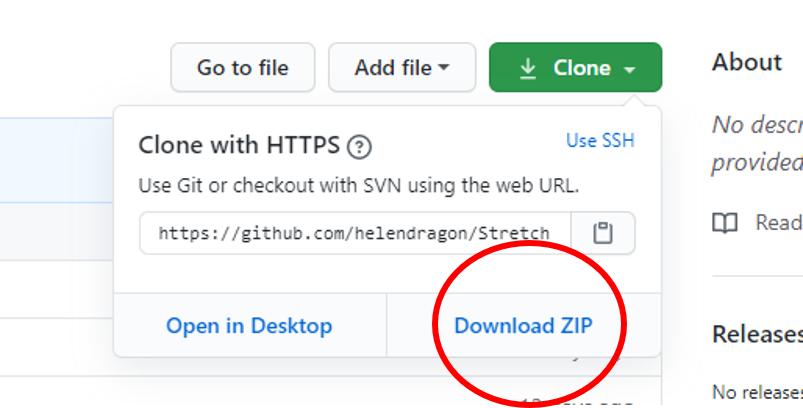 Go to file
Add file
Clone
About
Clone with HTTPS
Use SSH
No descr
provided
Use Git or checkout with SVN using the web URL.
https://github.com/helendragon/Stretch
Read
Open in Desktop
Download ZIP
Releases
No releases